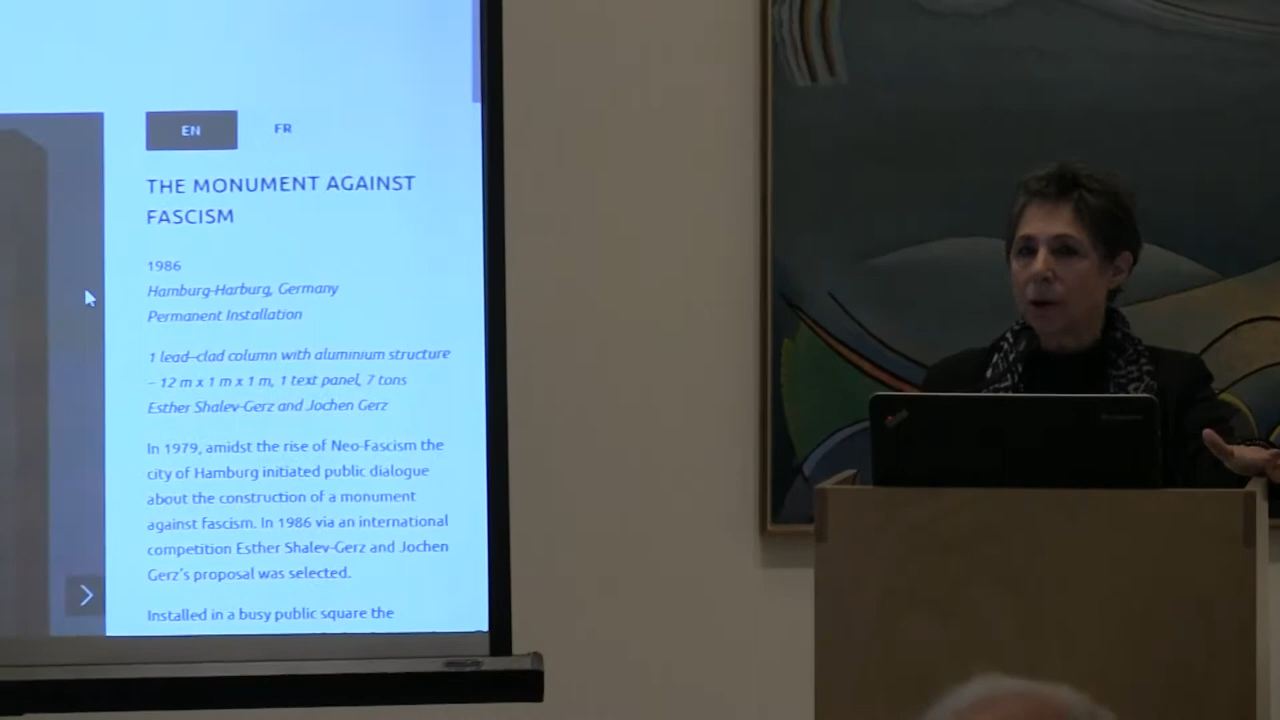 EN FR
THE MONUMENT AGAINST
FASCISM
1986
Hamburg-Harburg, Germany
Permanent Installation
1 lead-clad column with aluminium structure
– 12 m x 1 m x 1 m, 1 text panel, 7 tons
Esther Shalev-Gerz and Jochen Gerz
In 1979, amidst the rise of Neo-Fascism the
city of Hamburg initiated public dialogue
about the construction of a monument
against fascism. In 1986 via an international
competition Esther Shalev-Gerz and Jochen
Gerz's proposal was selected.
Installed in a busy public square the